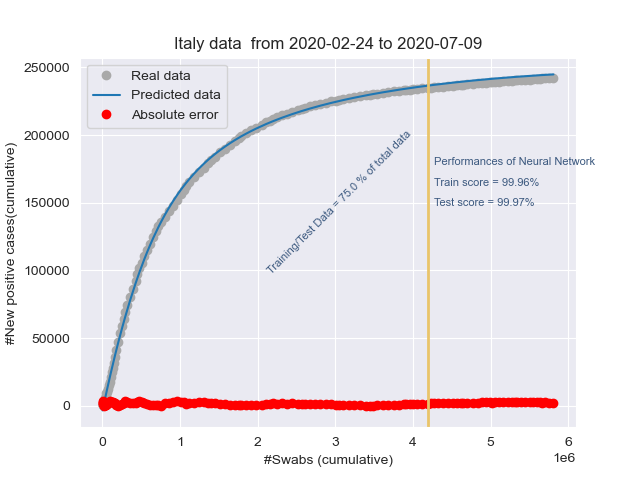 Italy data  from 2020-02-24 to 2020-07-09
250000
200000
150000
100000
50000
0
#New positive cases(cumulative)
Real data
Predicted data
Absolute error
Training/Test Data = 75.0 % of total data
Performances of Neural Network
Train score = 99.96%
Test score = 99.97%
0 1 2 3 4 5 6
1e6
#Swabs (cumulative)